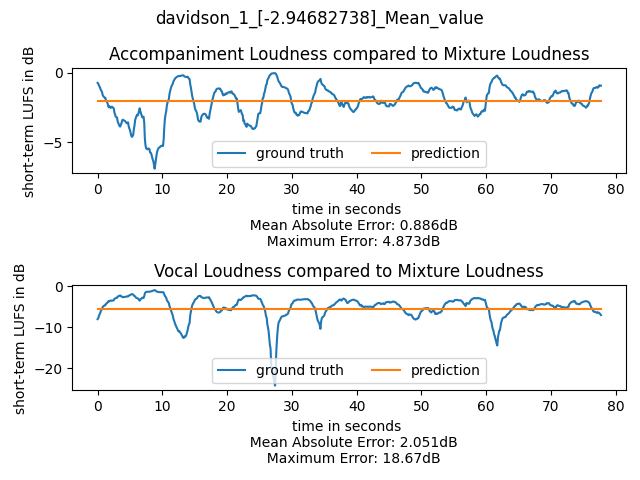 davidson_1_[-2.94682738]_Mean_value
Accompaniment Loudness compared to Mixture Loudness
short-term LUFS in dB
0
−5
ground truth
prediction
0 10 20 30 40 50 60 70 80
time in seconds
Mean Absolute Error: 0.886dB
Maximum Error: 4.873dB
Vocal Loudness compared to Mixture Loudness
short-term LUFS in dB
0
−10
−20
ground truth
prediction
0 10 20 30 40 50 60 70 80
time in seconds
Mean Absolute Error: 2.051dB
Maximum Error: 18.67dB